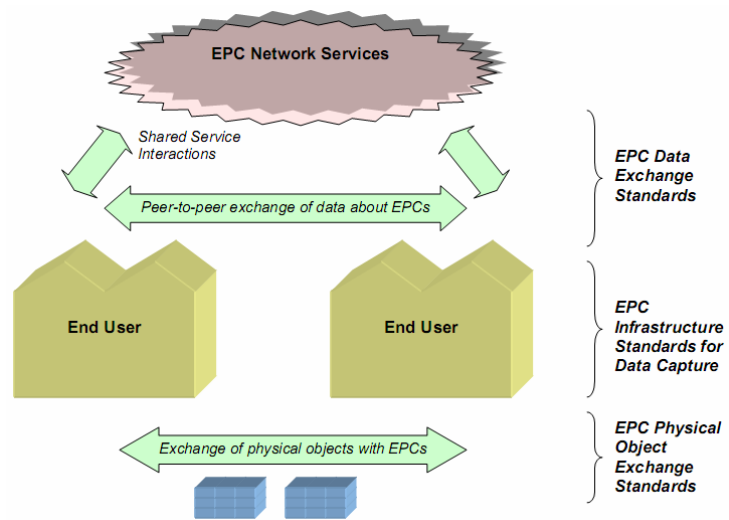 EPC Network Services
Shared Service
Interactions
EPC Data
Exchange
Standards
Peer-to-peer exchange of data about EPCs
End User
End User
EPC
Infrastructure
Standards for
Data Capture
Exchange of physical objects with EPCs
EPC Physical
Object
Exchange
Standards